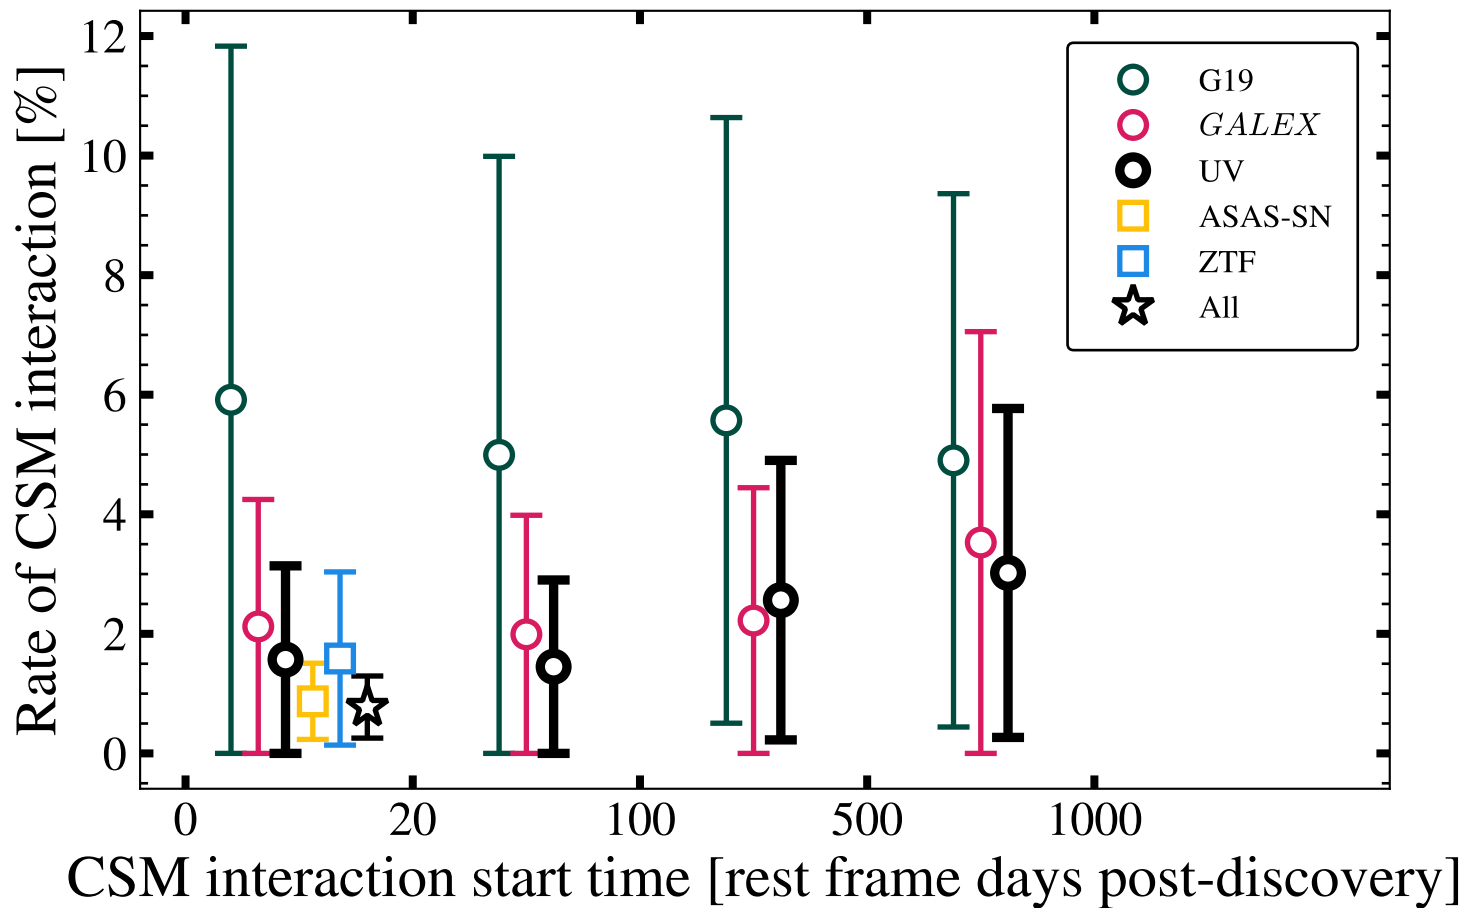 Rate of CSM interaction [%]
12
10
8
6
4
2
0
G19
GALEX
UV
ASAS-SN
ZTF
All
0 20 100 500 1000
CSM interaction start time [rest frame days post-discovery]